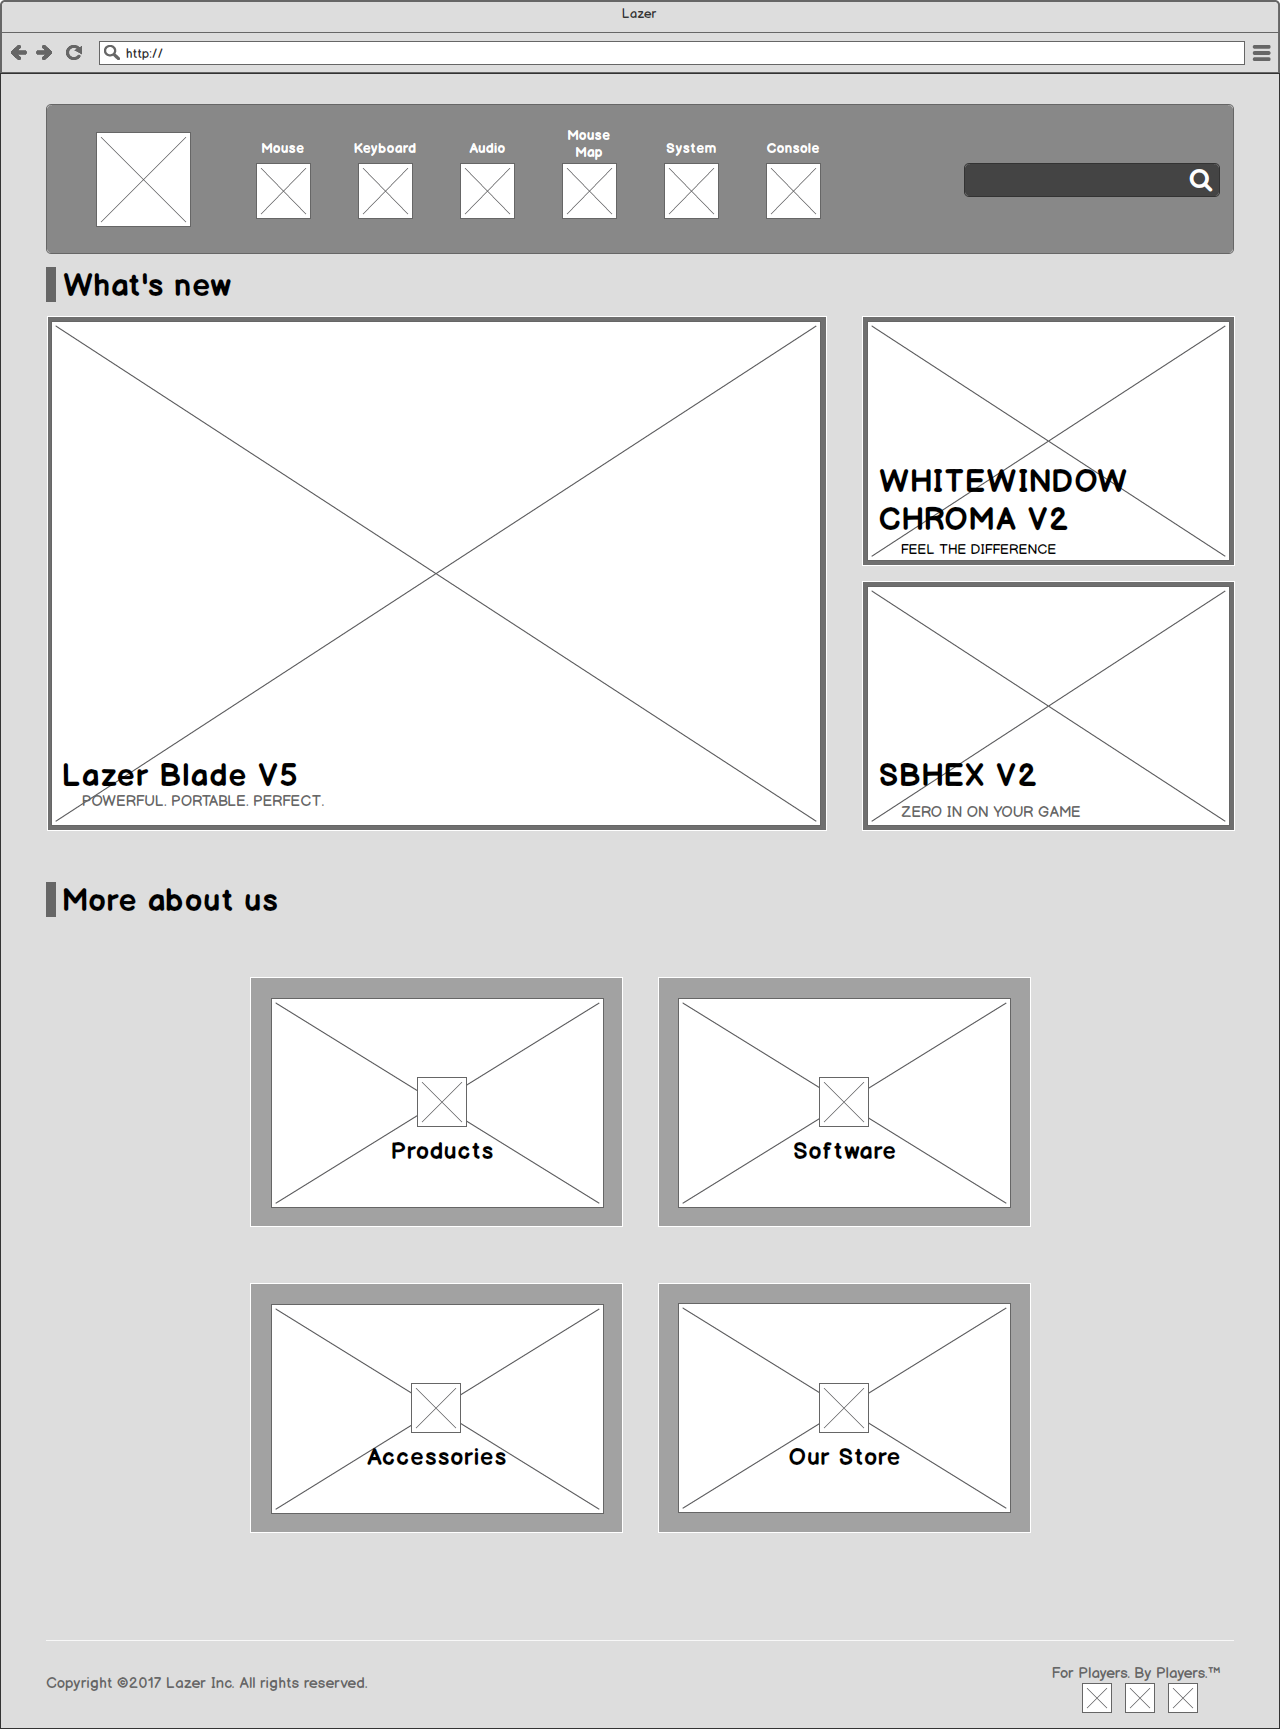 Lazer
http://
Mouse
Keyboard
Audio
Mouse
Map
System
Console
What's new
WHITEWINDOW
CHROMA V2
FEEL THE DIFFERENCE
Lazer Blade V5
POWERFUL. PORTABLE. PERFECT.
SBHEX V2
ZERO IN ON YOUR GAME
More about us
Products
Software
Accessories
Our Store
Copyright ©2017 Lazer Inc. All rights reserved.
For Players. By Players.™